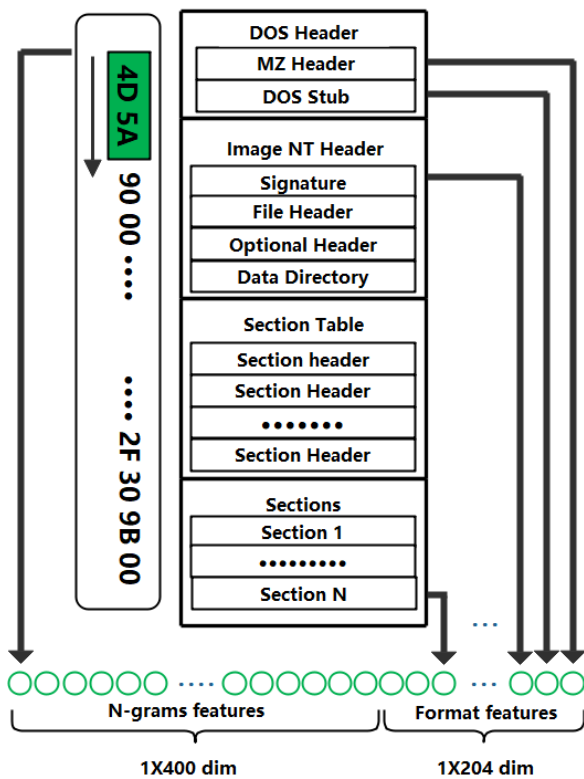 4D 5A 90 00 •••••
•••• 2F 30 9B 00
DOS Header
MZ Header
DOS Stub
Image NT Header
Signature
File Header
Optional Header
Data Directory
Section Table
Section header
Section Header
•••••••
Section Header
Sections
Section 1
•••••••••
Section N
...
.... ...
N-grams features Format features
1X400 dim 1X204 dim